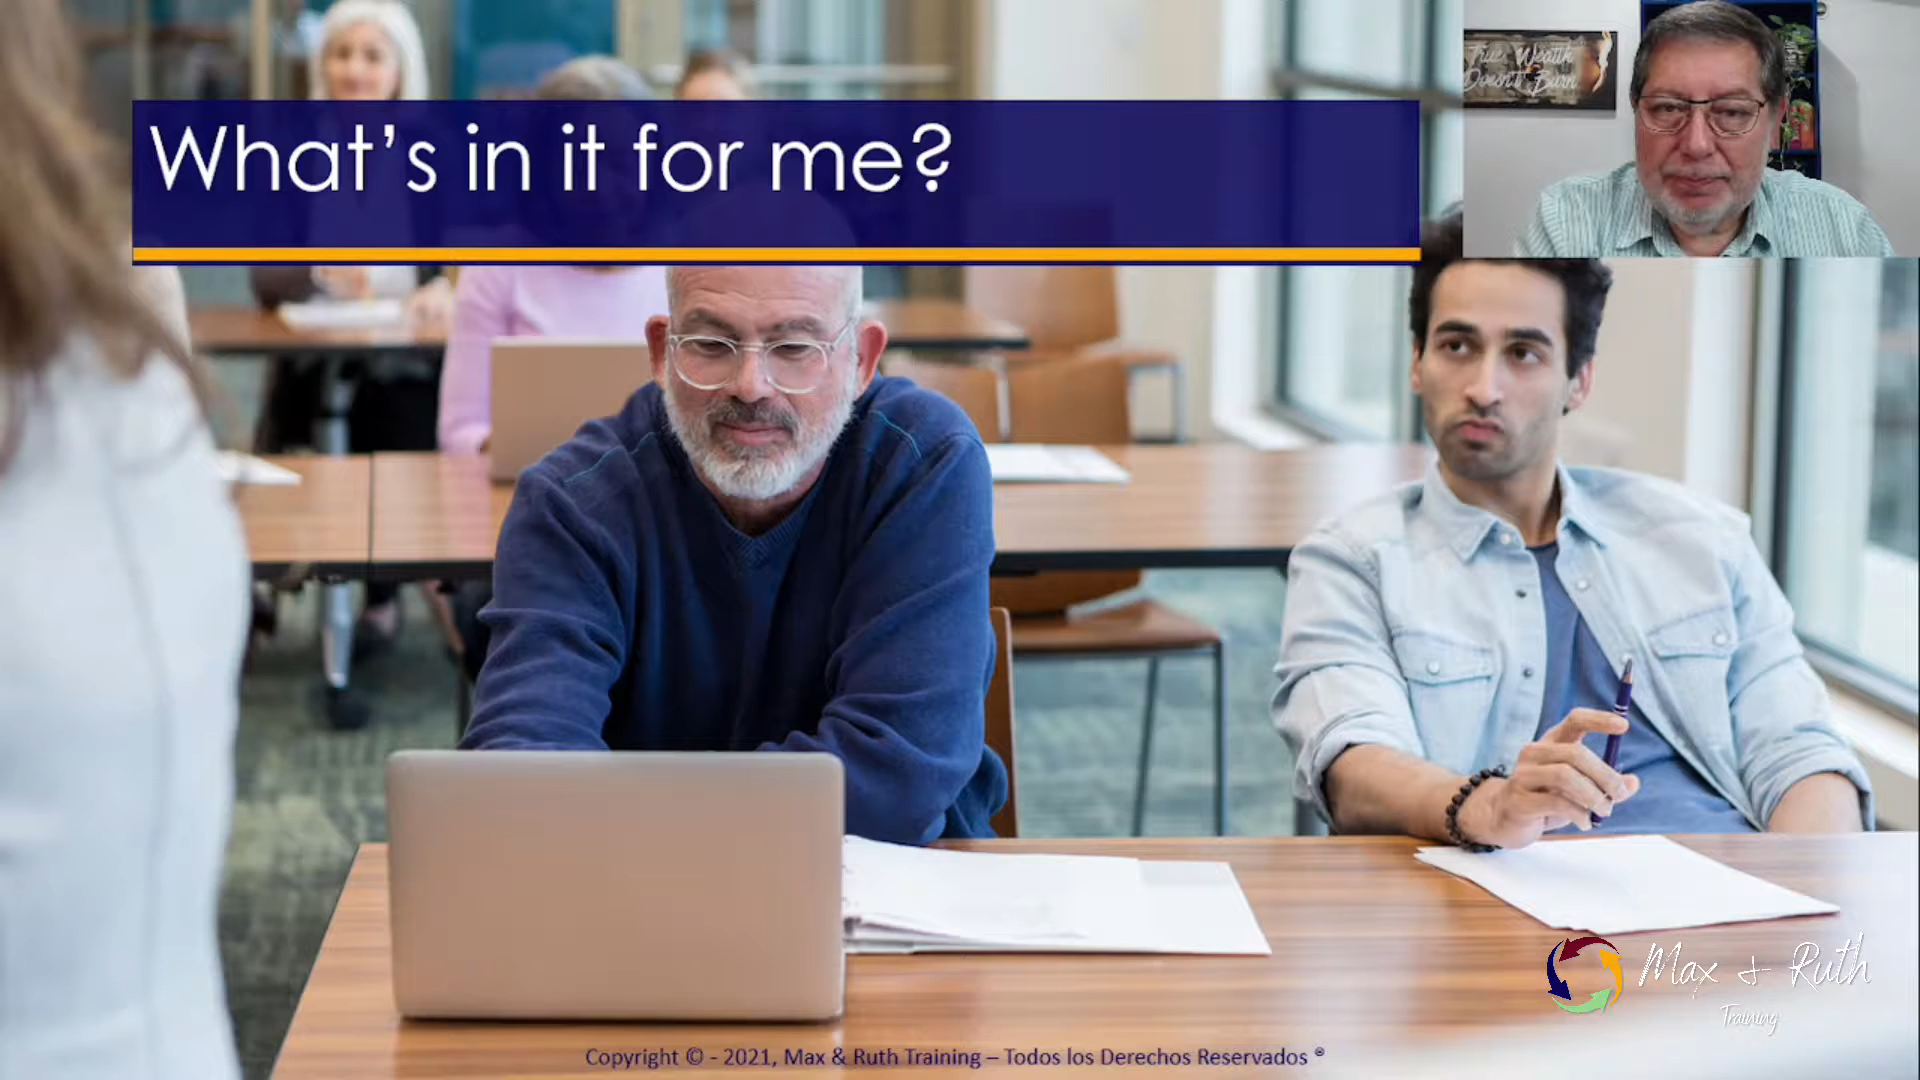 What's in it for me?
True Wealth
Doesn't Burn
Max & Ruth
Training
Copyright © - 2021, Max & Ruth Training – Todos los Derechos Reservados ®